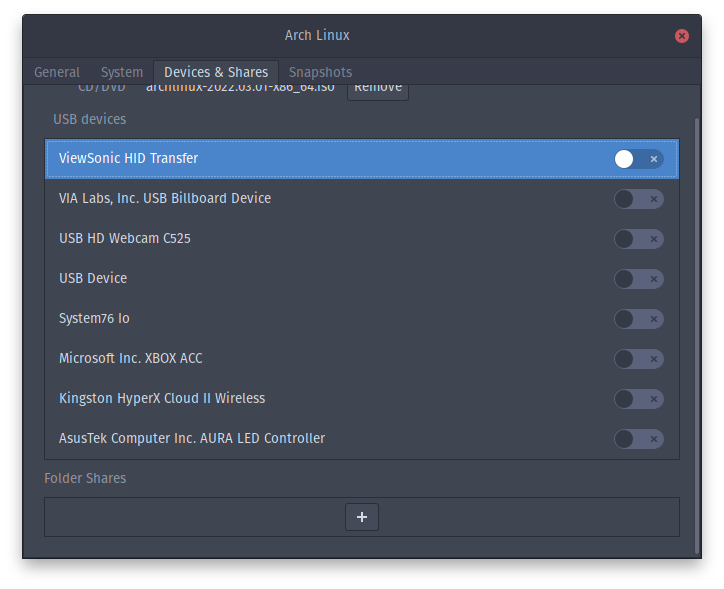 Arch Linux
General System Devices & Shares Snapshots
CD/DVD archlinux-2022.03.01-x86_64.iso Remove
USB devices
ViewSonic HID Transfer
VIA Labs, Inc. USB Billboard Device
USB HD Webcam C525
USB Device
System76 Io
Microsoft Inc. XBOX ACC
Kingston HyperX Cloud II Wireless
AsusTek Computer Inc. AURA LED Controller
Folder Shares